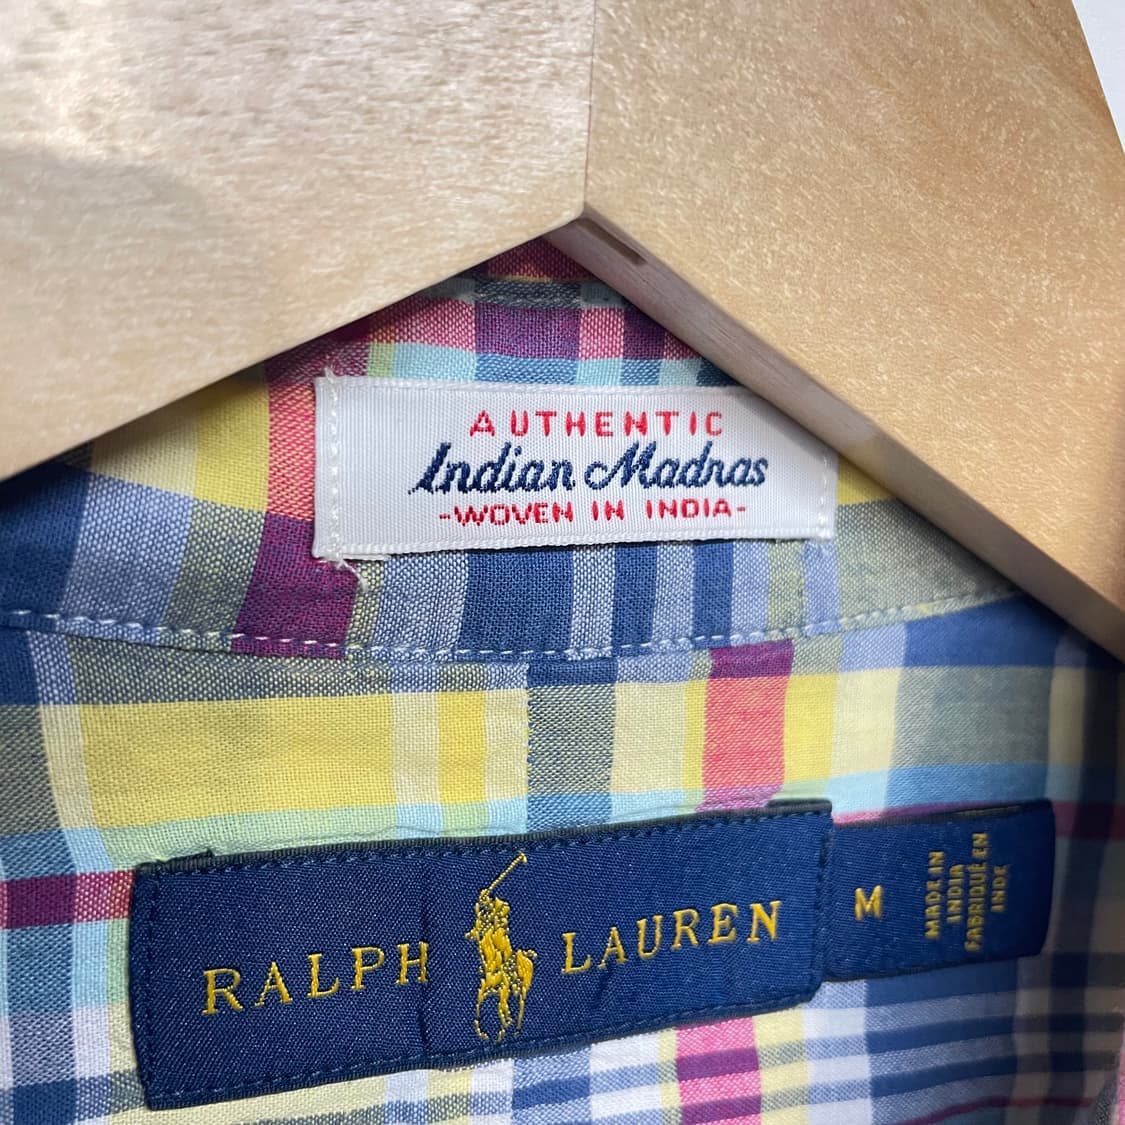 AUTHENTIC
Indian Madras
-WOVEN IN INDIA-
RALPH LAUREN
M
MADE IN
INDIA
FABRIQUÉ EN
INDE